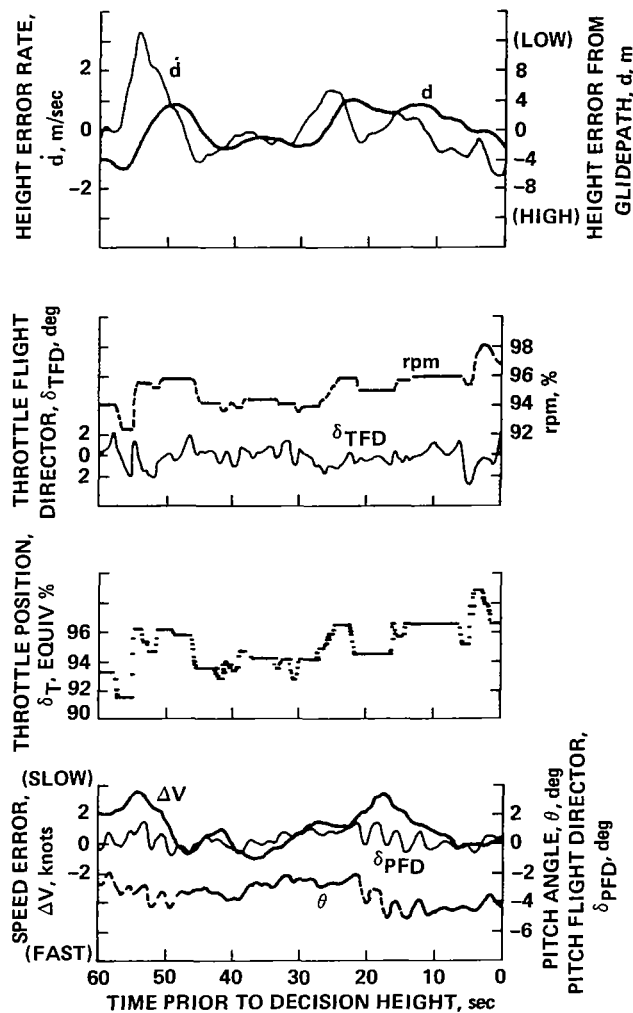 HEIGHT ERROR RATE,
ḋ, m/sec
2
0
−2
ḋ
d
(LOW)
8
4
0
−4
−8
(HIGH)
HEIGHT ERROR FROM
GLIDEPATH, d, m
THROTTLE FLIGHT
DIRECTOR, δTFD, deg
2
0
2
rpm
δTFD
98
96
94
92
rpm, %
THROTTLE POSITION,
δT, EQUIV %
96
94
92
90
(SLOW)
SPEED ERROR,
ΔV, knots
2
0
−2
(FAST)
ΔV
δPFD
θ
2
0
−2
−4
−6
PITCH ANGLE, θ, deg
PITCH FLIGHT DIRECTOR,
δPFD, deg
60 50 40 30 20 10 0
TIME PRIOR TO DECISION HEIGHT, sec